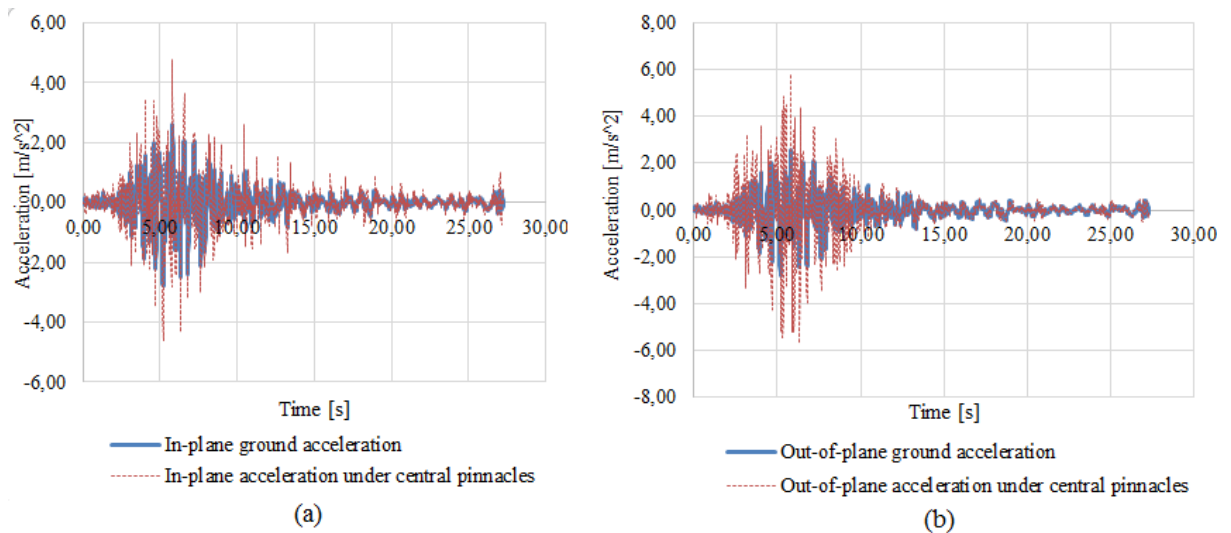 6,00
4,00
2,00
0,00
-2,00
-4,00
-6,00
Acceleration [m/s^2]
0,00 5,00 10,00 15,00 20,00 25,00 30,00
Time [s]
In-plane ground acceleration
In-plane acceleration under central pinnacles
(a)
8,00
6,00
4,00
2,00
0,00
-2,00
-4,00
-6,00
-8,00
Acceleration [m/s^2]
0,00 5,00 10,00 15,00 20,00 25,00 30,00
Time [s]
Out-of-plane ground acceleration
Out-of-plane acceleration under central pinnacles
(b)